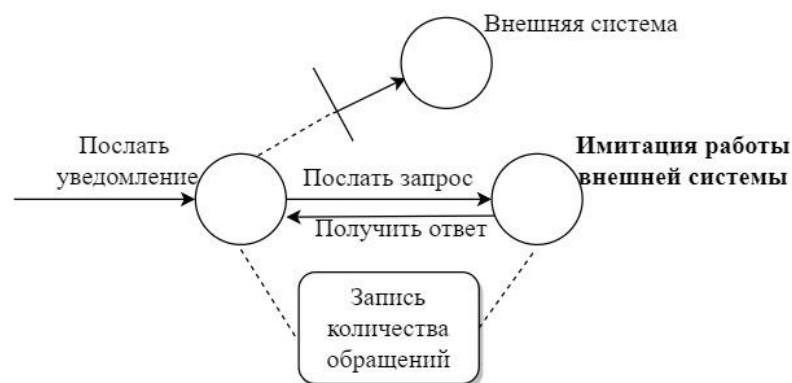 Внешняя система
Послать
уведомление
Послать запрос
Имитация работы
внешней системы
Получить ответ
Запись
количества
обращений